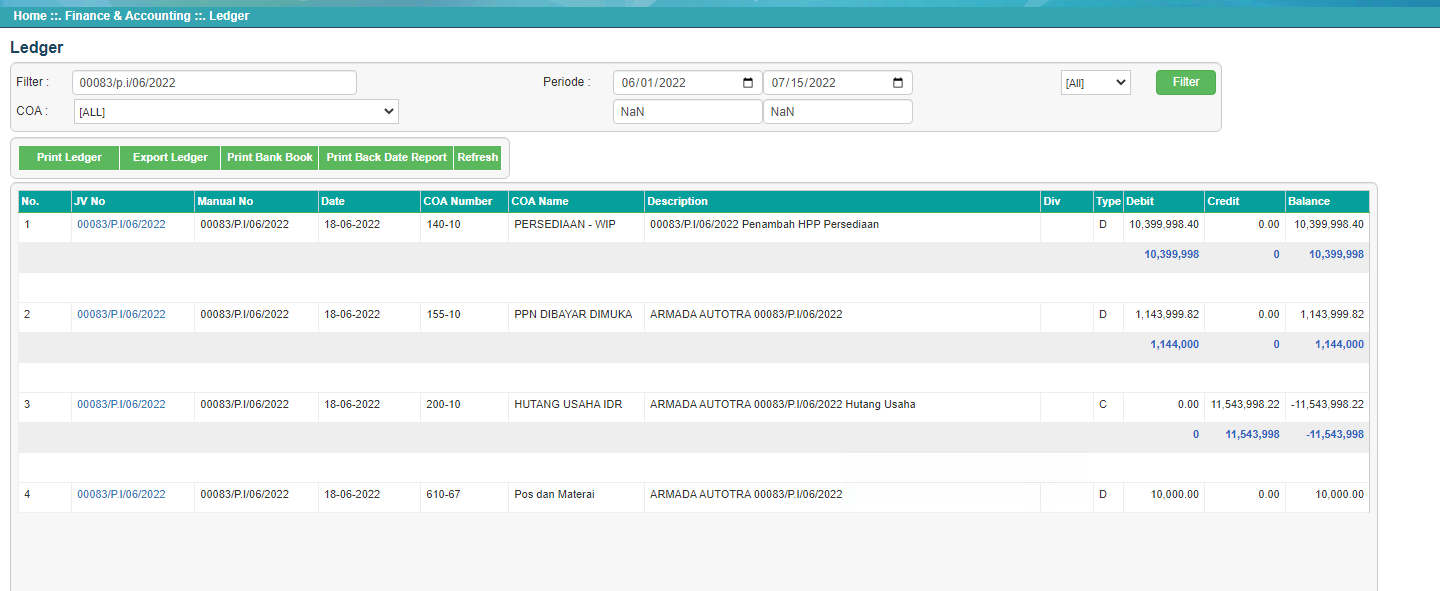 Home ::. Finance & Accounting ::. Ledger
Ledger
Filter : 00083/p.i/06/2022 Periode : 06/01/2022 07/15/2022 [All] Filter
COA : [ALL] NaN NaN
Print Ledger Export Ledger Print Bank Book Print Back Date Report Refresh
No. JV No Manual No Date COA Number COA Name Description Div Type Debit Credit Balance
1 00083/P.I/06/2022 00083/P.I/06/2022 18-06-2022 140-10 PERSEDIAAN - WIP 00083/P.I/06/2022 Penambah HPP Persediaan D 10,399,998.40 0.00 10,399,998.40
10,399,998 0 10,399,998
2 00083/P.I/06/2022 00083/P.I/06/2022 18-06-2022 155-10 PPN DIBAYAR DIMUKA ARMADA AUTOTRA 00083/P.I/06/2022 D 1,143,999.82 0.00 1,143,999.82
1,144,000 0 1,144,000
3 00083/P.I/06/2022 00083/P.I/06/2022 18-06-2022 200-10 HUTANG USAHA IDR ARMADA AUTOTRA 00083/P.I/06/2022 Hutang Usaha C 0.00 11,543,998.22 -11,543,998.22
0 11,543,998 -11,543,998
4 00083/P.I/06/2022 00083/P.I/06/2022 18-06-2022 610-67 Pos dan Materai ARMADA AUTOTRA 00083/P.I/06/2022 D 10,000.00 0.00 10,000.00